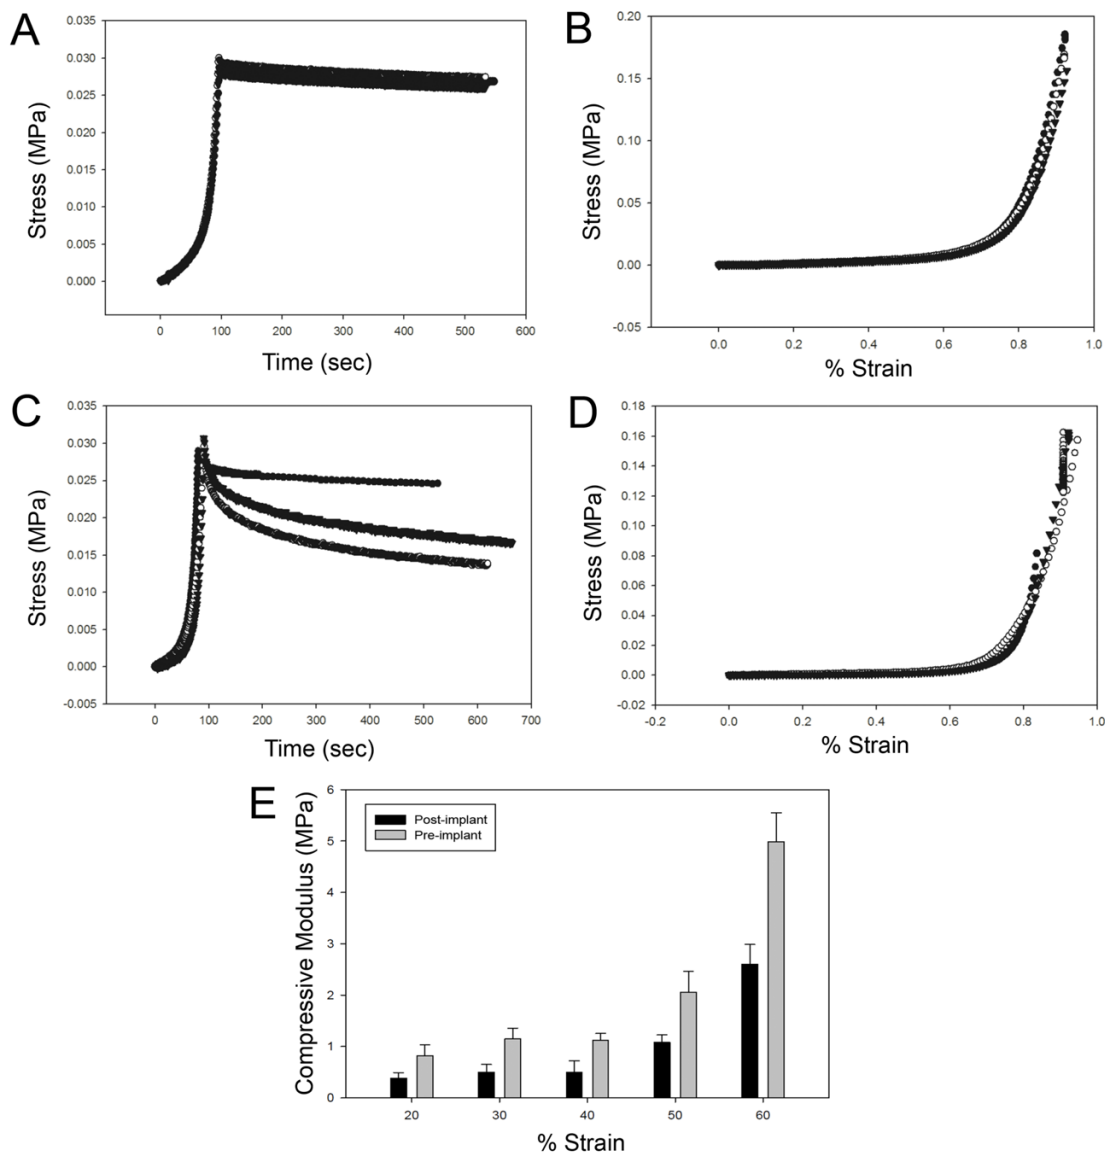 A
Stress (MPa)
0.035
0.030
0.025
0.020
0.015
0.010
0.005
0.000
0 100 200 300 400 500 600
Time (sec)
B
Stress (MPa)
0.20
0.15
0.10
0.05
0.00
-0.05
0.0 0.2 0.4 0.6 0.8 1.0
% Strain
C
Stress (MPa)
0.035
0.030
0.025
0.020
0.015
0.010
0.005
0.000
-0.005
0 100 200 300 400 500 600 700
Time (sec)
D
Stress (MPa)
0.18
0.16
0.14
0.12
0.10
0.08
0.06
0.04
0.02
0.00
-0.02
-0.2 0.0 0.2 0.4 0.6 0.8 1.0
% Strain
E
Compressive Modulus (MPa)
6
5
4
3
2
1
0
Post-implant
Pre-implant
20 30 40 50 60
% Strain